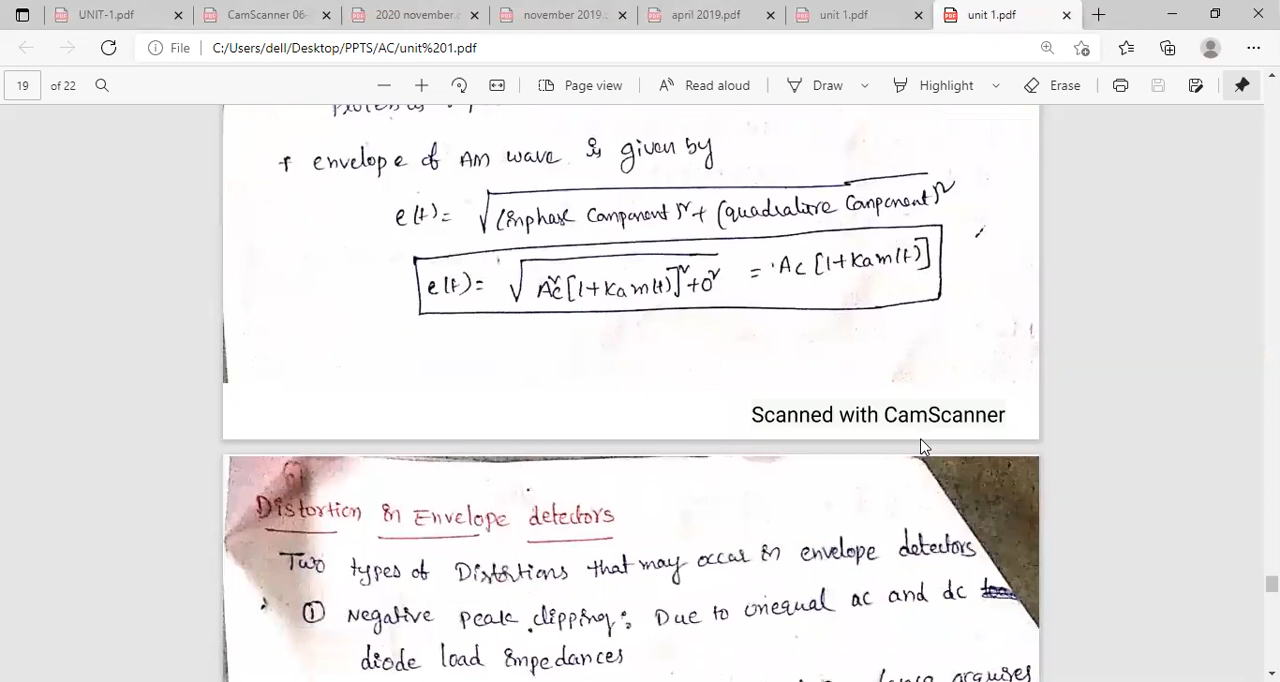 UNIT-1.pdf
CamScanner 06-
2020 november.c
november 2019.c
april 2019.pdf
unit 1.pdf
unit 1.pdf
File
C:/Users/dell/Desktop/PPTS/AC/unit%201.pdf
19
of 22
Page view
Read aloud
Draw
Highlight
Erase
envelope of AM wave is given by
e(t)= √(inphase Component)²+ (quadrature Component)²
e(t)= √Ac²[1+Kam(t)]²+0² = Ac[1+Kam(t)]
Scanned with CamScanner
Distortion in Envelope detectors
Two types of Distortions that may occur in envelope detectors
① Negative peak clipping: Due to unequal ac and dc
diode load impedances